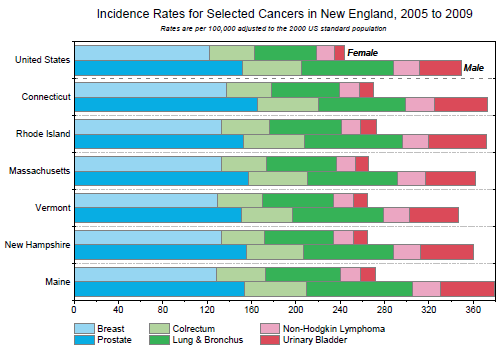 Incidence Rates for Selected Cancers in New England, 2005 to 2009
Rates are per 100,000 adjusted to the 2000 US standard population
United States
Female
Male
Connecticut
Rhode Island
Massachusetts
Vermont
New Hampshire
Maine
0 40 80 120 160 200 240 280 320 360
Breast Colrectum Non-Hodgkin Lymphoma
Prostate Lung & Bronchus Urinary Bladder